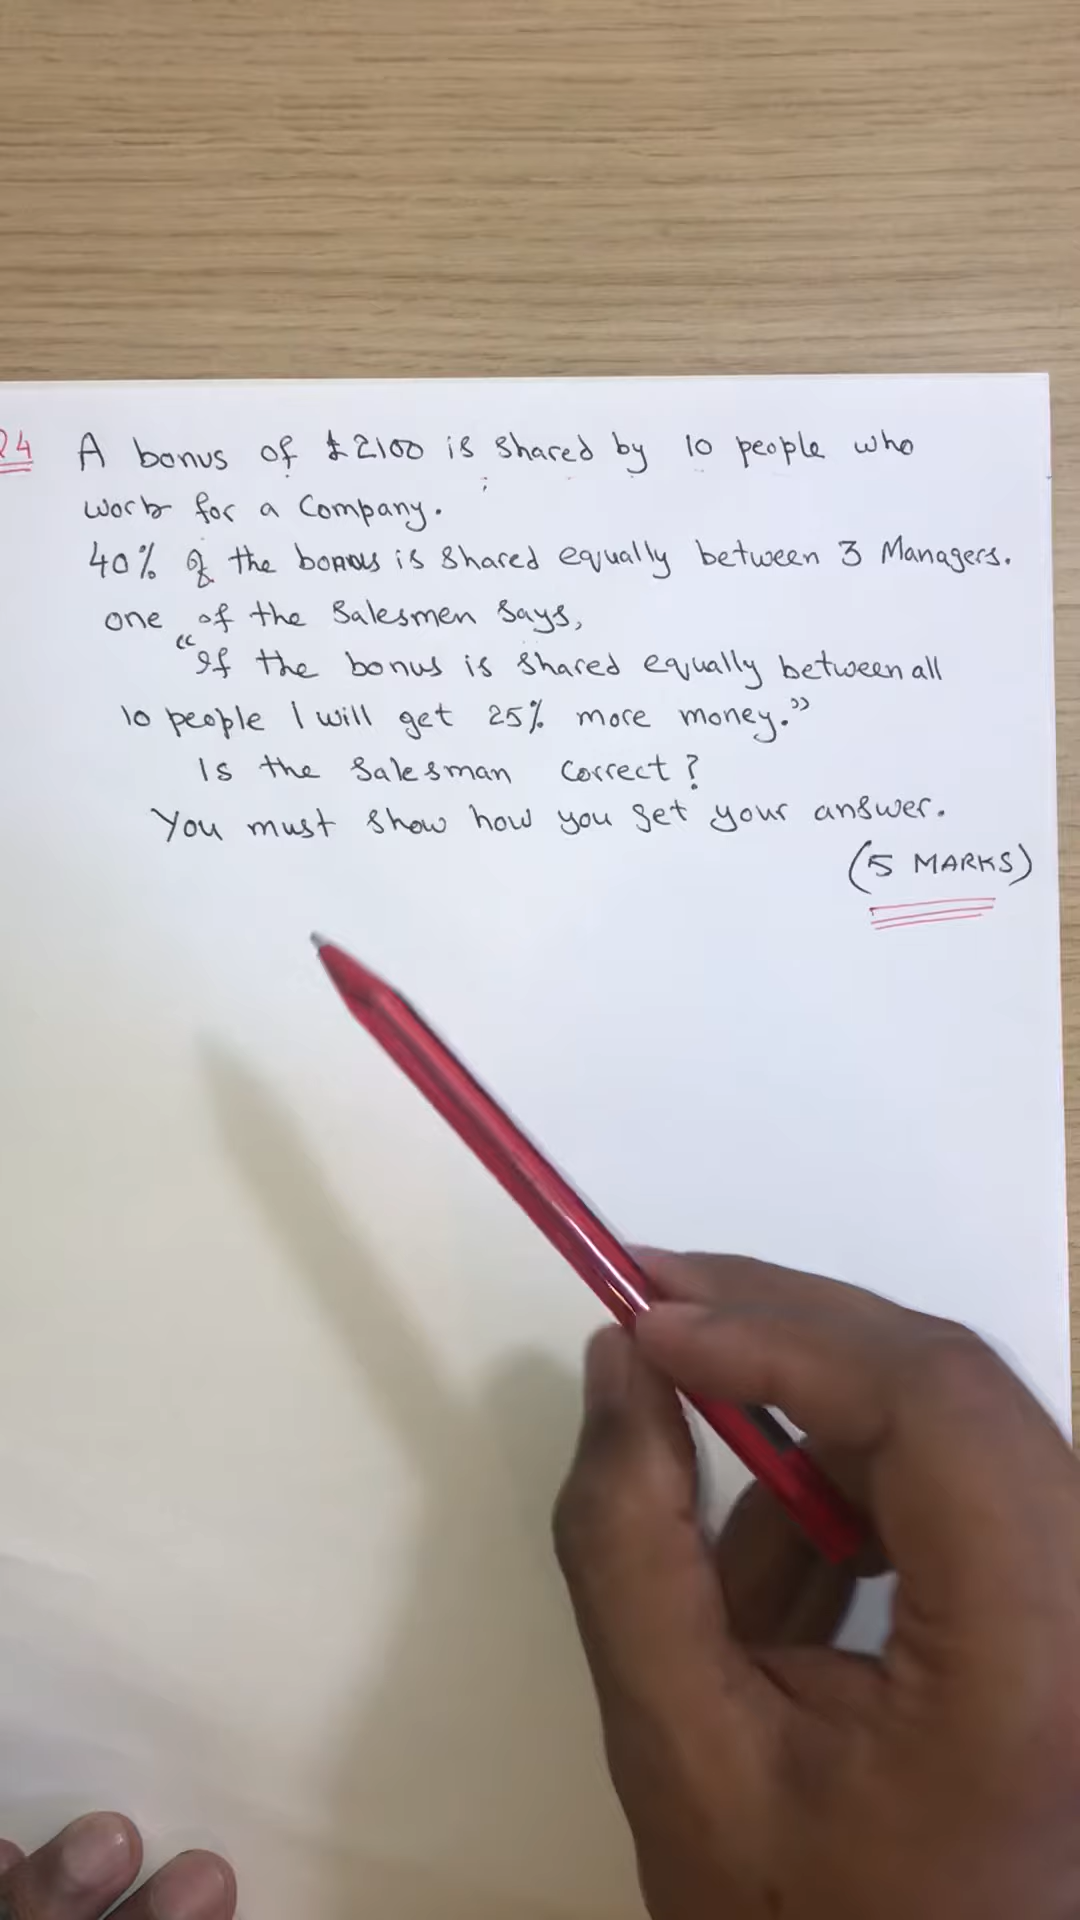 24 A bonus of £2100 is shared by 10 people who
work for a Company.
40% of the bonus is shared equally between 3 Managers.
one of the Salesmen says,
"If the bonus is shared equally between all
10 people I will get 25% more money."
Is the Salesman Correct?
You must show how you get your answer.
(5 MARKS)